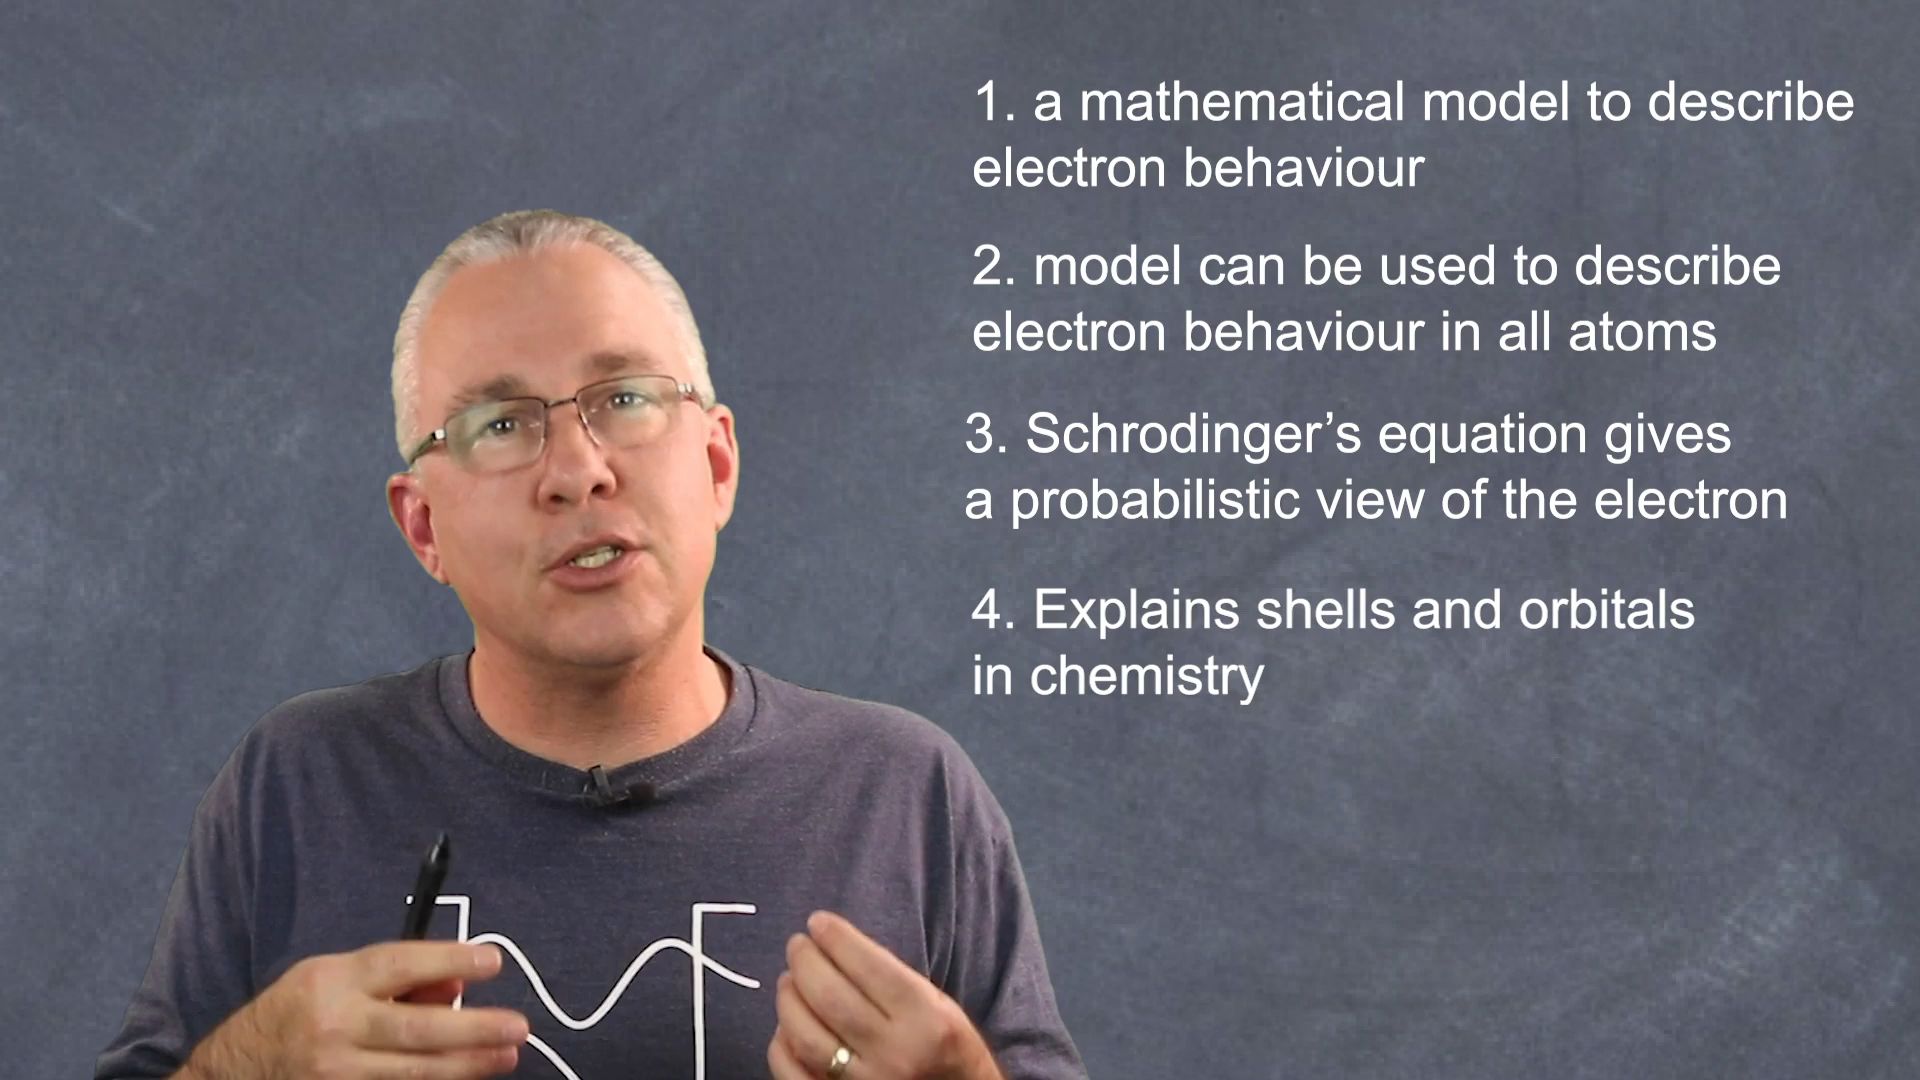 1. a mathematical model to describe
electron behaviour
2. model can be used to describe
electron behaviour in all atoms
3. Schrodinger’s equation gives
a probabilistic view of the electron
4. Explains shells and orbitals
in chemistry